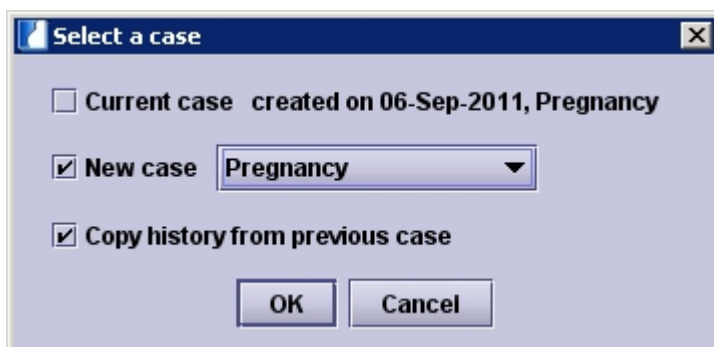 Select a case
Current case created on 06-Sep-2011, Pregnancy
New case Pregnancy
Copy history from previous case
OK Cancel